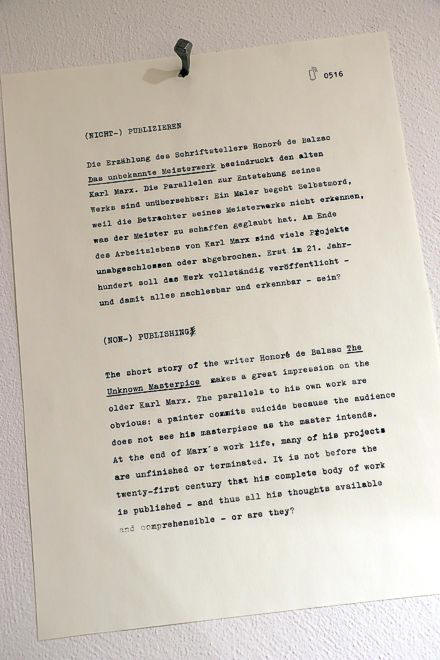 0516
(NICHT-) PUBLIZIEREN
Die Erzählung des Schriftstellers Honoré de Balzac
Das unbekannte Meisterwerk beeindruckt den alten
Karl Marx. Die Parallelen zur Entstehung seines
Werks sind unübersehbar: Ein Maler begeht Selbstmord,
weil die Betrachter seines Meisterwerks nicht erkennen,
was der Meister zu schaffen geglaubt hat. Am Ende
des Arbeitslebens von Karl Marx sind viele Projekte
unabgeschlossen oder abgebrochen. Erst im 21. Jahr-
hundert soll das Werk vollständig veröffentlicht -
und damit alles nachlesbar und erkennbar - sein?
(NON-) PUBLISHING
The short story of the writer Honoré de Balzac The
Unknown Masterpice makes a great impression on the
older Karl Marx. The parallels to his own work are
obvious: a painter commits suicide because the audience
does not see his masterpiece as the master intends.
At the end of Marx's work life, many of his projects
are unfinished or terminated. It is not before the
twenty-first century that his complete body of work
is published - and thus all his thoughts available
and comprehensible - or are they?